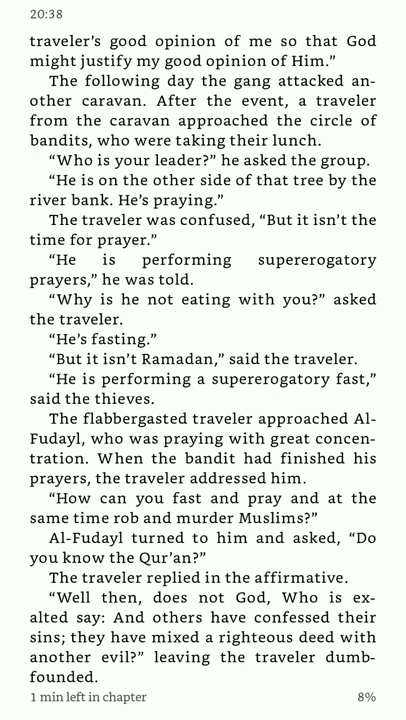 20:38
traveler’s good opinion of me so that God
might justify my good opinion of Him.”
The following day the gang attacked an-
other caravan. After the event, a traveler
from the caravan approached the circle of
bandits, who were taking their lunch.
“Who is your leader?” he asked the group.
“He is on the other side of that tree by the
river bank. He’s praying.”
The traveler was confused, “But it isn’t the
time for prayer.”
“He is performing supererogatory
prayers,” he was told.
“Why is he not eating with you?” asked
the traveler.
“He’s fasting.”
“But it isn’t Ramadan,” said the traveler.
“He is performing a supererogatory fast,”
said the thieves.
The flabbergasted traveler approached Al-
Fudayl, who was praying with great concen-
tration. When the bandit had finished his
prayers, the traveler addressed him.
“How can you fast and pray and at the
same time rob and murder Muslims?”
Al-Fudayl turned to him and asked, “Do
you know the Qur’an?”
The traveler replied in the affirmative.
“Well then, does not God, Who is ex-
alted say: And others have confessed their
sins; they have mixed a righteous deed with
another evil?” leaving the traveler dumb-
founded.
1 min left in chapter 8%